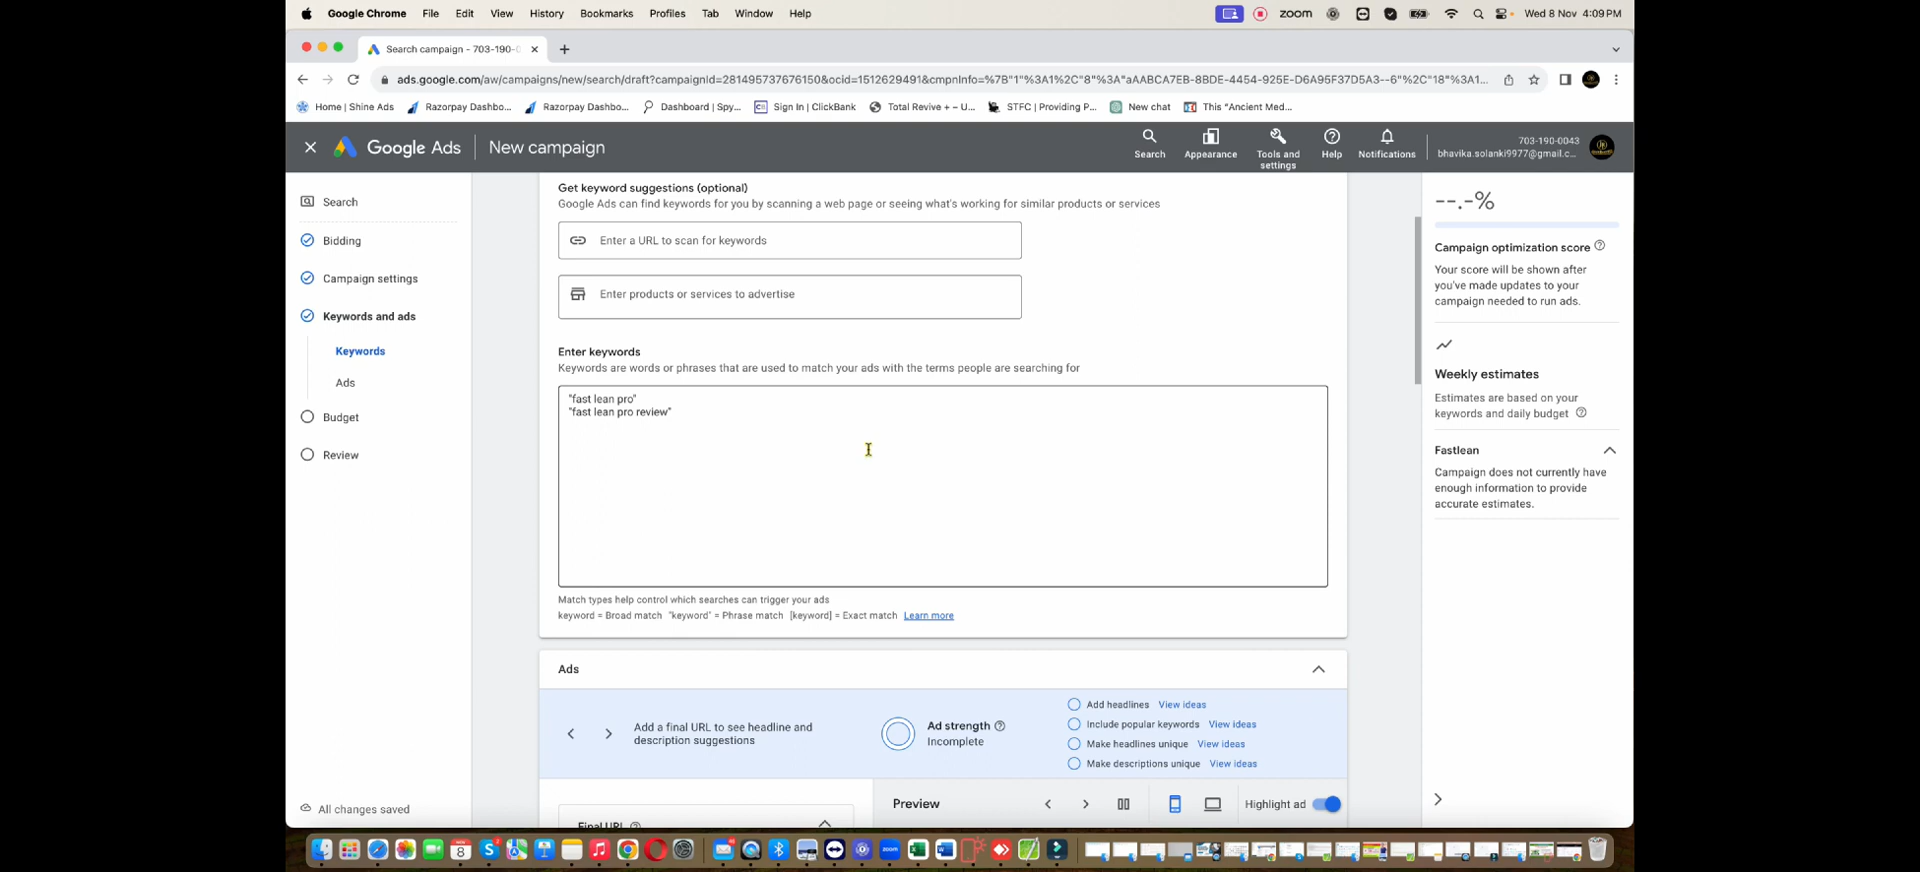 Google Chrome File Edit View History Bookmarks Profiles Tab Window Help zoom Wed 8 Nov 4:09 PM
Search campaign - 703-190-0
ads.google.com/aw/campaigns/new/search/draft?campaignId=281495737676150&ocid=1512629491&cmpnInfo=%7B"1"%3A1%2C"8"%3A"aAABCA7EB-8BDE-4454-925E-D6A95F37D5A3--6"%2C"18"%3A1...
Home | Shine Ads Razorpay Dashbo... Razorpay Dashbo... Dashboard | Spy... Sign In | ClickBank Total Revive + – U... STFC | Providing P... New chat This "Ancient Med...
Google Ads New campaign
Search
Appearance
Tools and settings
Help
Notifications
703-190-0043
bhavika.solanki9977@gmail.c...
Search
Bidding
Campaign settings
Keywords and ads
Keywords
Ads
Budget
Review
All changes saved
Get keyword suggestions (optional)
Google Ads can find keywords for you by scanning a web page or seeing what's working for similar products or services
Enter a URL to scan for keywords
Enter products or services to advertise
Enter keywords
Keywords are words or phrases that are used to match your ads with the terms people are searching for
"fast lean pro"
"fast lean pro review"
Match types help control which searches can trigger your ads
keyword = Broad match "keyword" = Phrase match [keyword] = Exact match Learn more
Ads
Add a final URL to see headline and
description suggestions
Ad strength
Incomplete
Add headlines View ideas
Include popular keywords View ideas
Make headlines unique View ideas
Make descriptions unique View ideas
Final URL
Preview
Highlight ad
--.-%
Campaign optimization score
Your score will be shown after
you've made updates to your
campaign needed to run ads.
Weekly estimates
Estimates are based on your
keywords and daily budget
Fastlean
Campaign does not currently have
enough information to provide
accurate estimates.